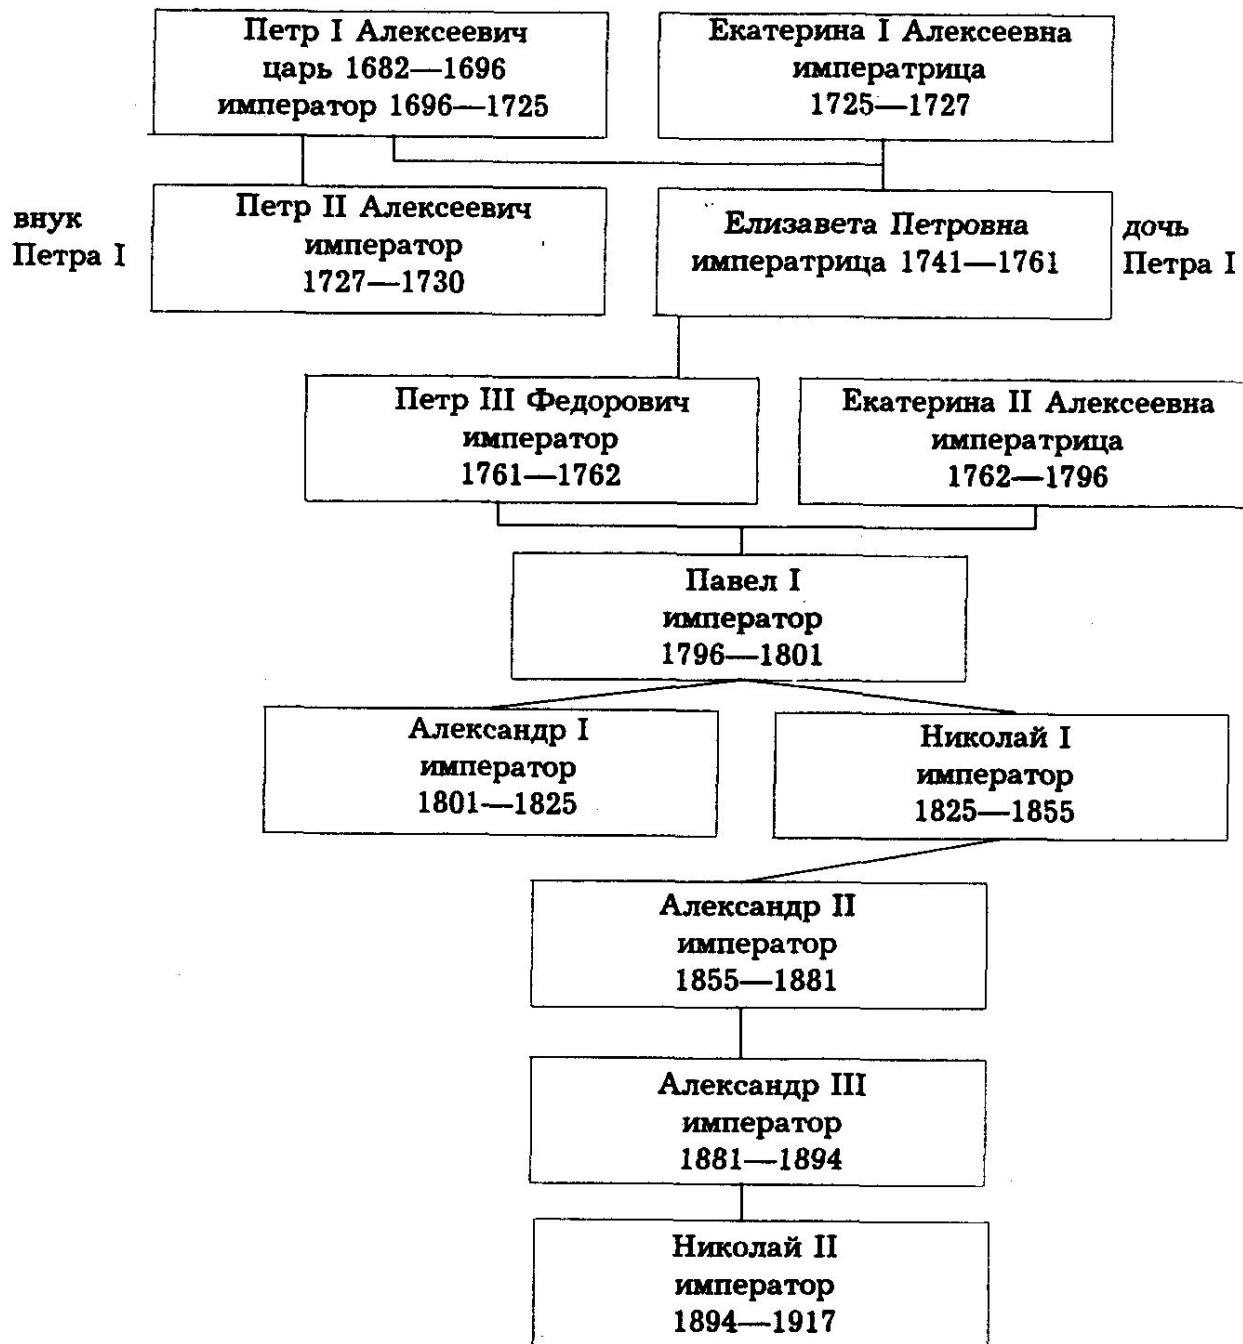 Петр I Алексеевич
царь 1682—1696
император 1696—1725
Екатерина I Алексеевна
императрица
1725—1727
внук
Петра I
Петр II Алексеевич
император
1727—1730
Елизавета Петровна
императрица 1741—1761
дочь
Петра I
Петр III Федорович
император
1761—1762
Екатерина II Алексеевна
императрица
1762—1796
Павел I
император
1796—1801
Александр I
император
1801—1825
Николай I
император
1825—1855
Александр II
император
1855—1881
Александр III
император
1881—1894
Николай II
император
1894—1917